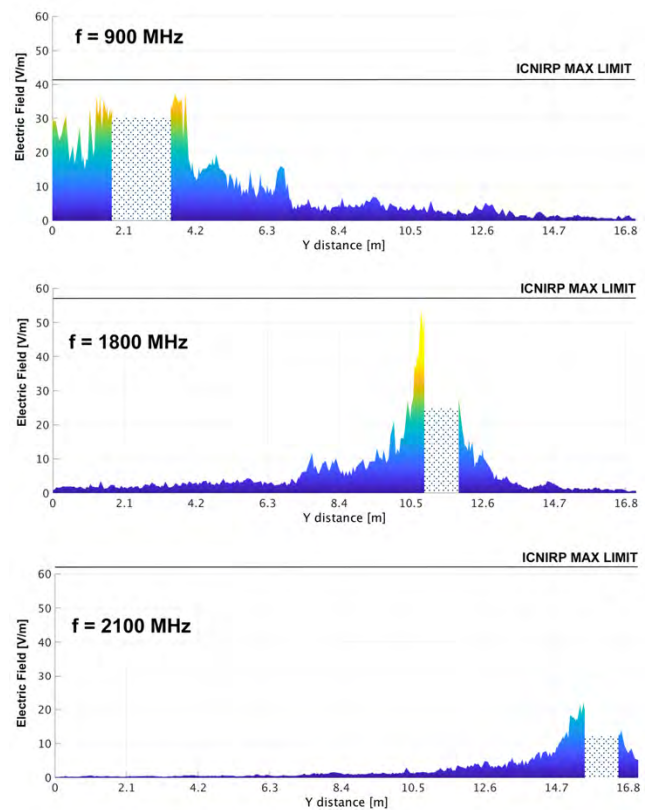 60
f = 900 MHz
50
ICNIRP MAX LIMIT
40
30
20
10
0
Electric Field [V/m]
0 2.1 4.2 6.3 8.4 10.5 12.6 14.7 16.8
Y distance [m]
ICNIRP MAX LIMIT
60
50
f = 1800 MHz
40
30
20
10
0
Electric Field [V/m]
0 2.1 4.2 6.3 8.4 10.5 12.6 14.7 16.8
Y distance [m]
ICNIRP MAX LIMIT
60
50
f = 2100 MHz
40
30
20
10
0
Electric Field [V/m]
0 2.1 4.2 6.3 8.4 10.5 12.6 14.7 16.8
Y distance [m]